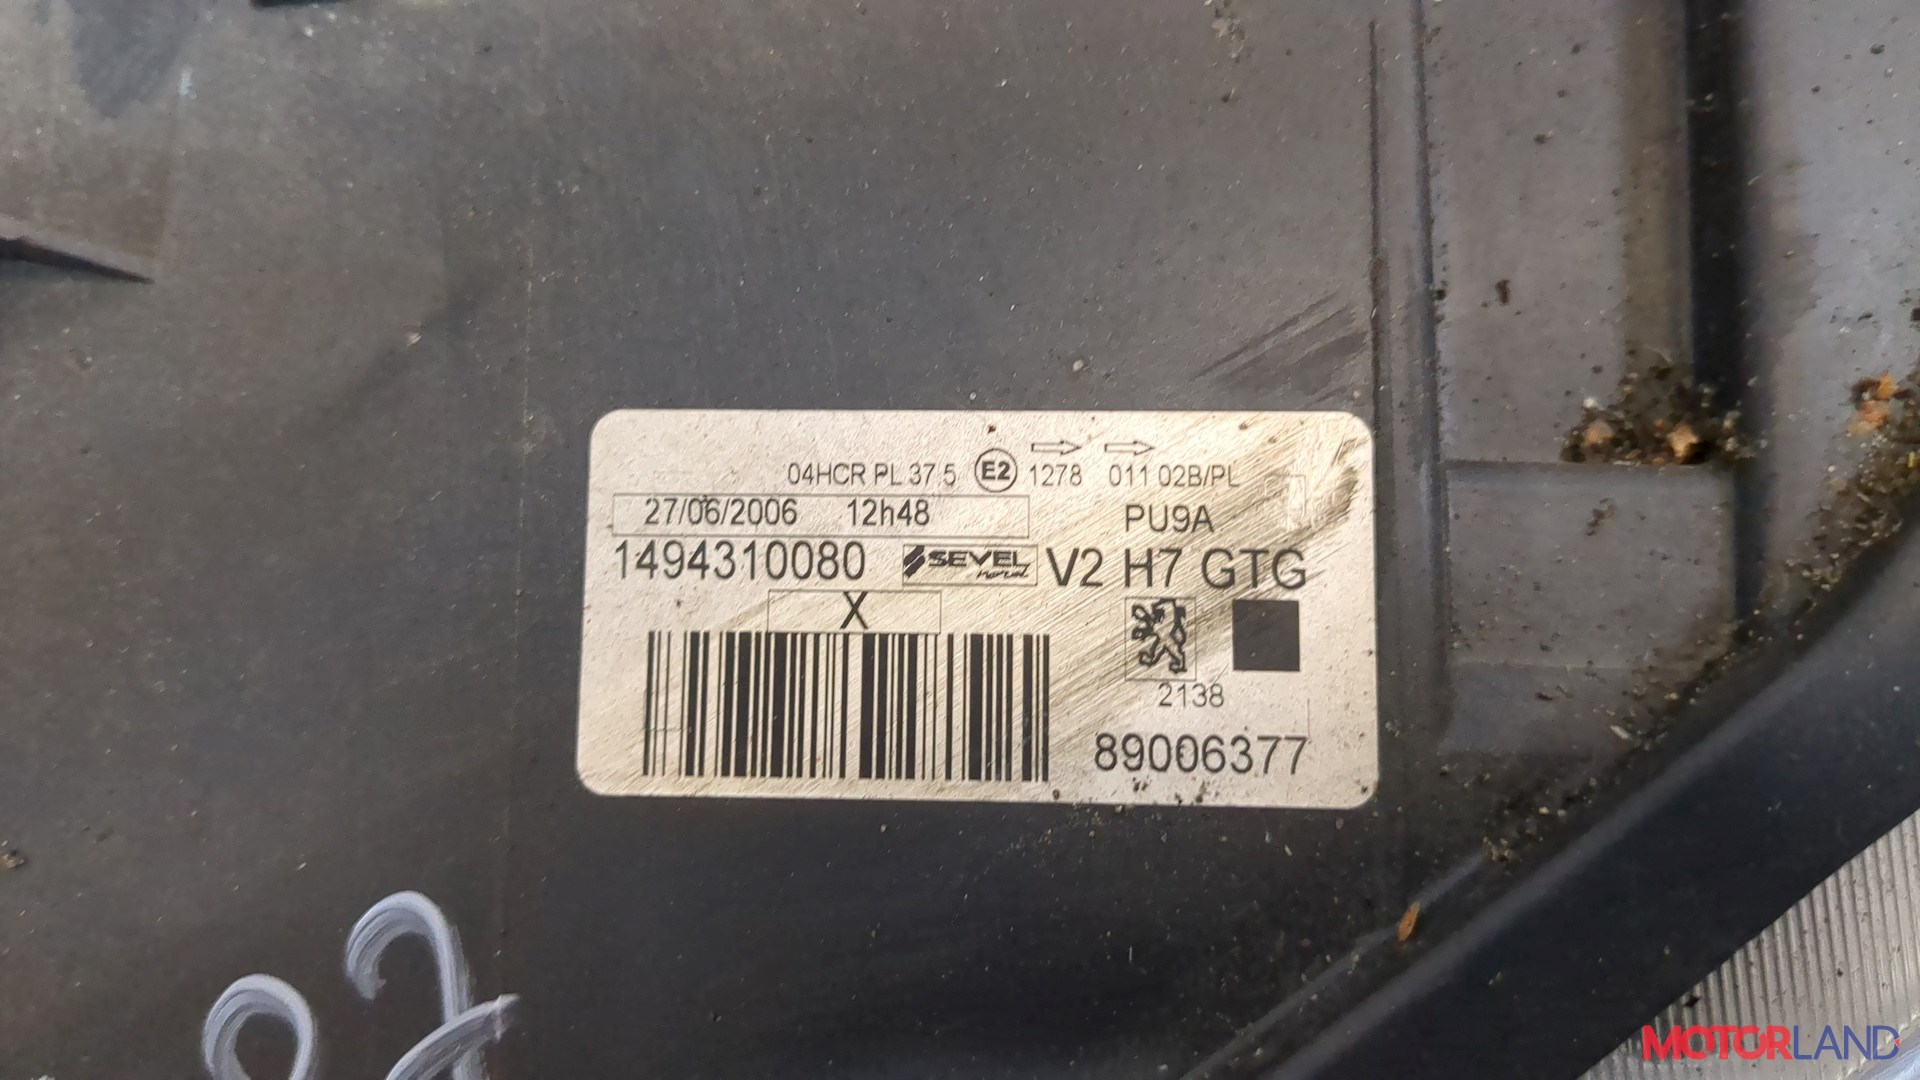 04HCR PL 37.5 E2 1278 011 02B/PL
27/06/2006 12h48 PU9A
1494310080 SEVEL V2 H7 GTG
X
2138
89006377
MOTORLAND